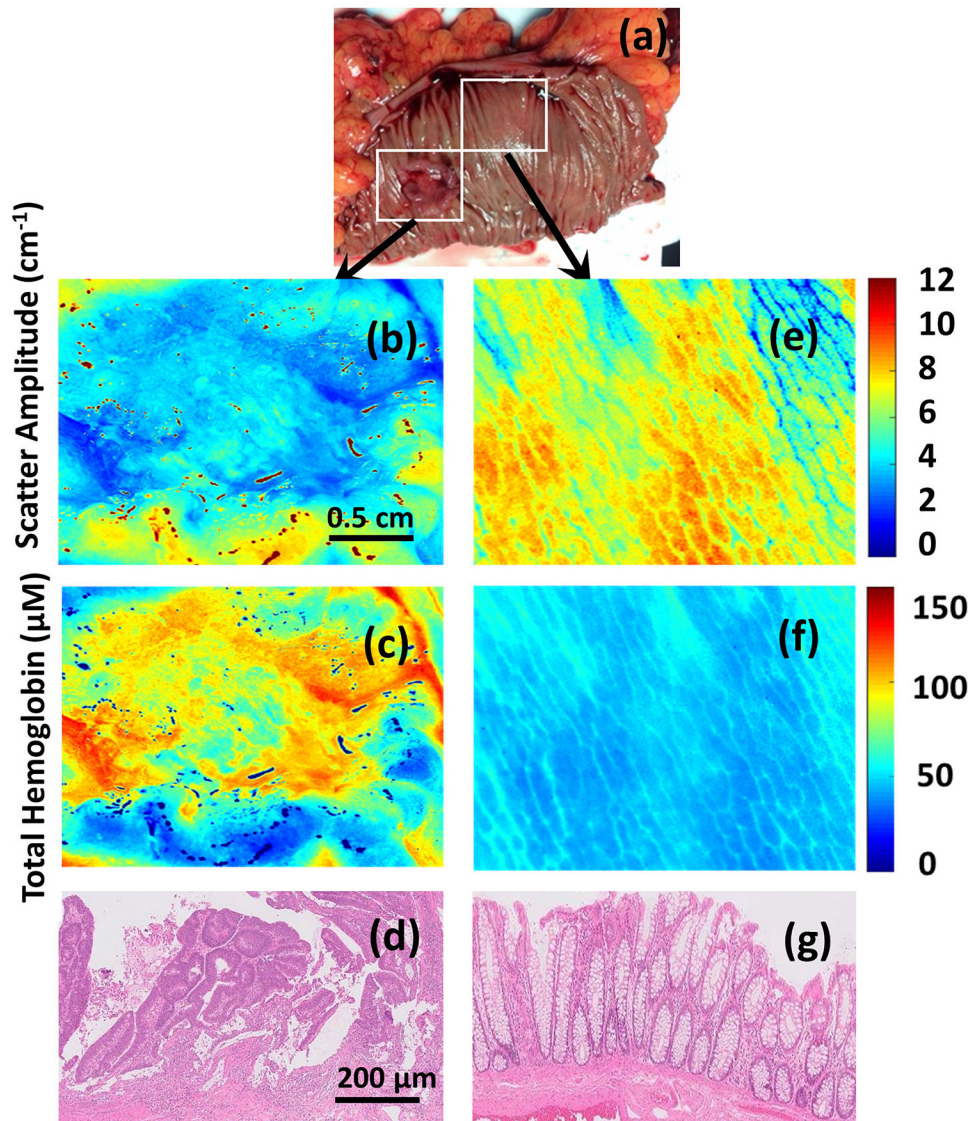 (a)
Scatter Amplitude (cm-1)
(b)
0.5 cm
(e)
12
10
8
6
4
2
0
Total Hemoglobin (μM)
(c)
(f)
150
100
50
0
(d)
200 μm
(g)